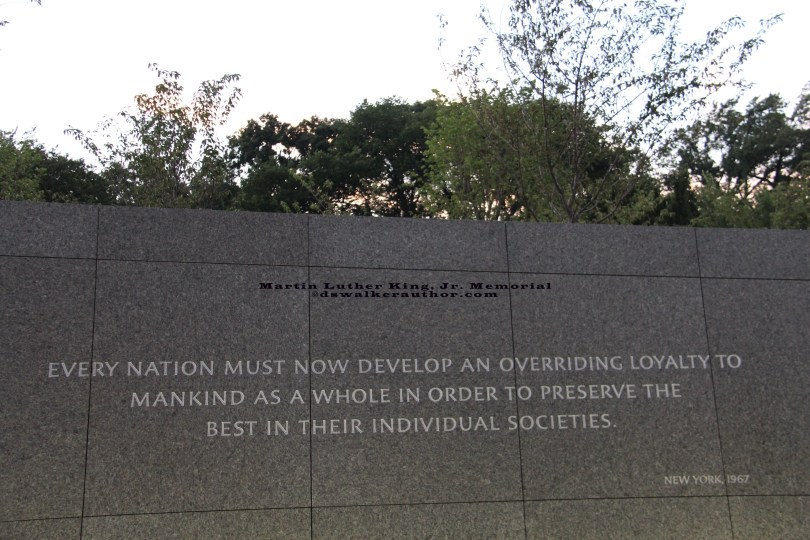 Martin Luther King, Jr. Memorial
©dswalkerauthor.com
EVERY NATION MUST NOW DEVELOP AN OVERRIDING LOYALTY TO
MANKIND AS A WHOLE IN ORDER TO PRESERVE THE
BEST IN THEIR INDIVIDUAL SOCIETIES.
NEW YORK, 1967